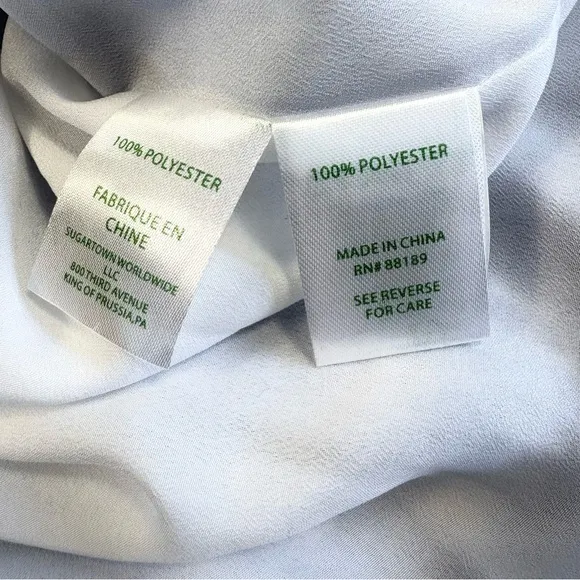 100% POLYESTER
FABRIQUE EN
CHINE
SUGARTOWN WORLDWIDE
LLC
800 THIRD AVENUE
KING OF PRUSSIA,PA
100% POLYESTER
MADE IN CHINA
RN# 88189
SEE REVERSE
FOR CARE